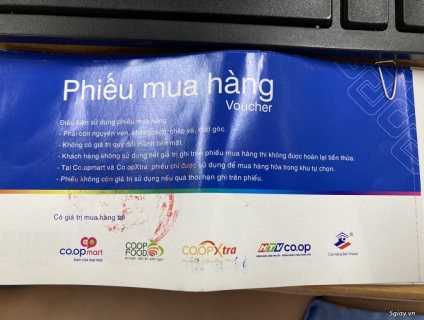 Phiếu mua hàng
Voucher
Điều kiện sử dụng phiếu mua hàng
- Phải còn nguyên vẹn, không rách, chắp vá, mất góc.
- Không có giá trị quy đổi thành tiền mặt.
- Khách hàng không sử dụng hết giá trị ghi trên phiếu mua hàng thì không được hoàn lại tiền thừa.
- Tại Co.opmart và Co.opXtra: phiếu chỉ được sử dụng để mua hàng hóa trong khu tự chọn.
- Phiếu không còn giá trị sử dụng nếu quá thời hạn ghi trên phiếu.
Có giá trị mua hàng tại
co.opmart
COOP FOOD
COOPXtra
HTV co.op
5giay.vn